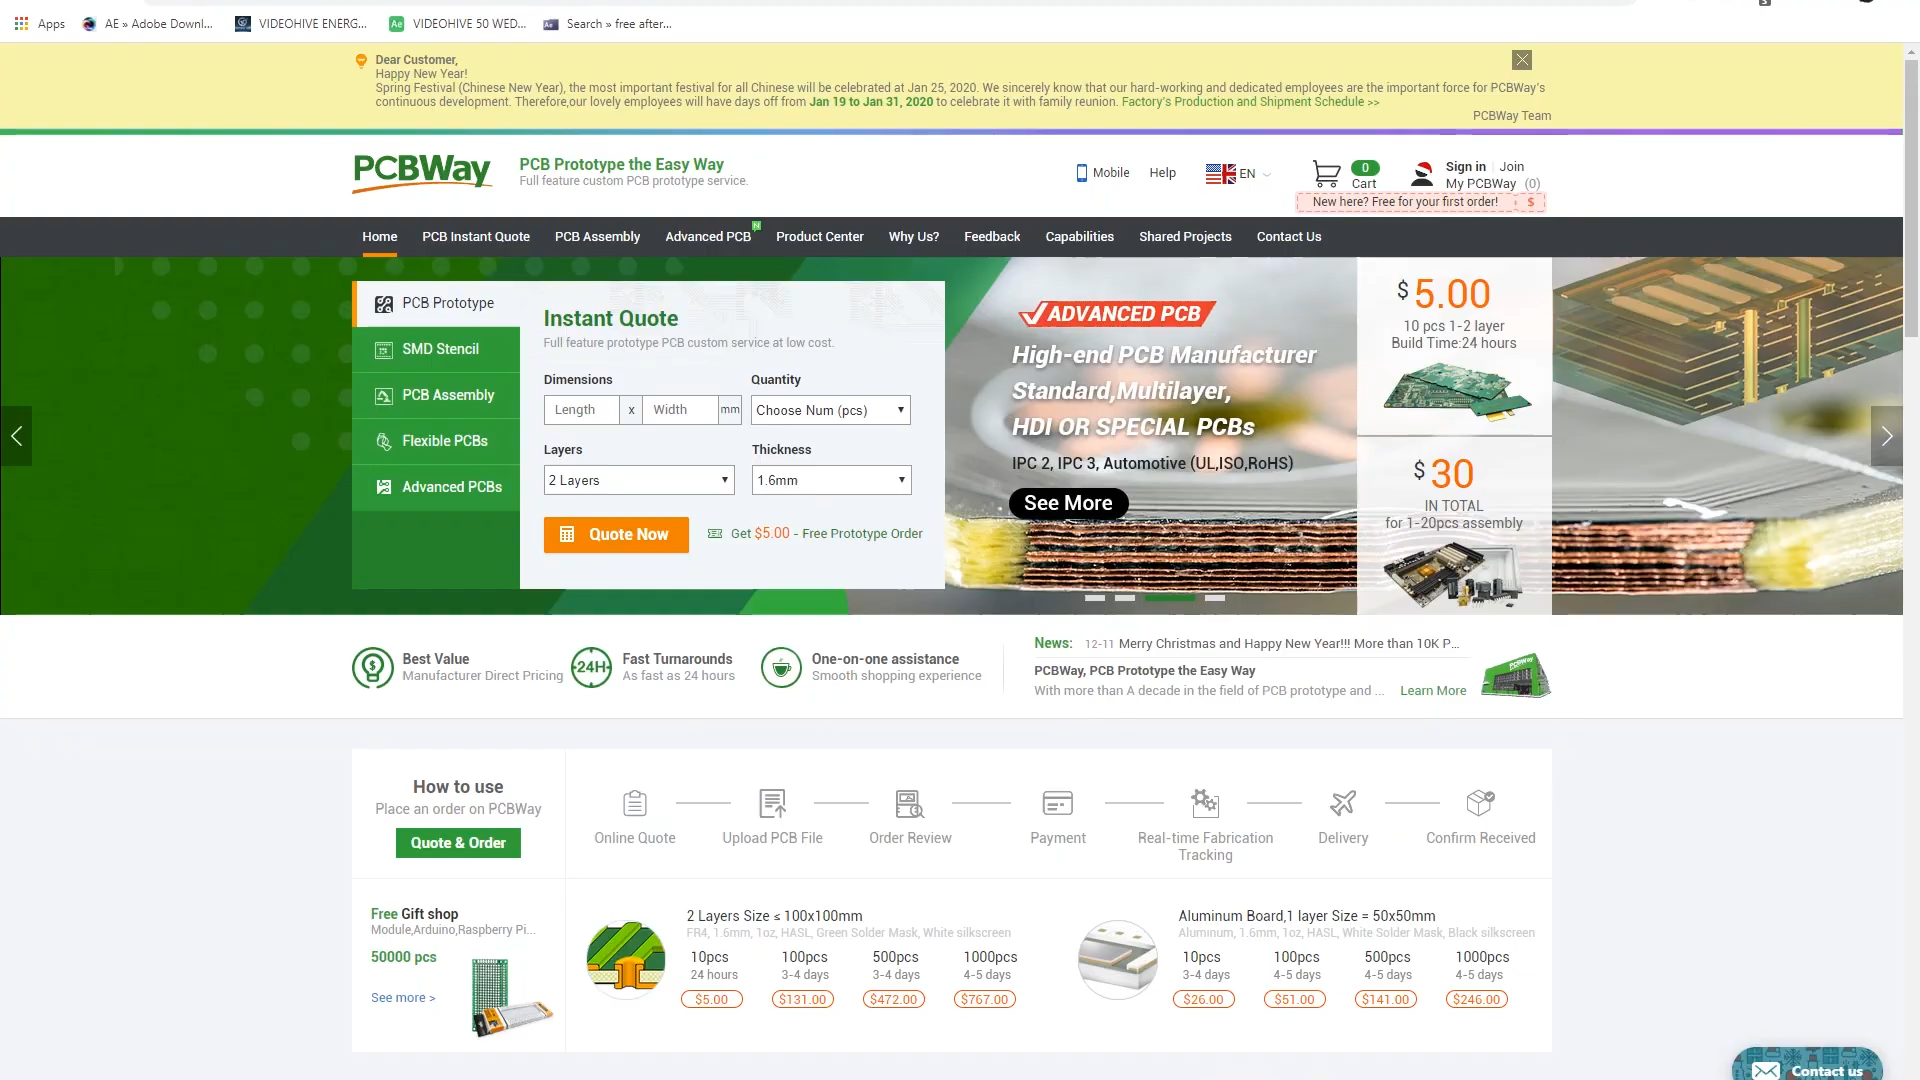 Apps
AE » Adobe Downl...
VIDEOHIVE ENERG...
VIDEOHIVE 50 WED...
Search » free after...
Dear Customer,
Happy New Year!
Spring Festival (Chinese New Year), the most important festival for all Chinese will be celebrated at Jan 25, 2020. We sincerely know that our hard-working and dedicated employees are the important force for PCBWay's
continuous development. Therefore,our lovely employees will have days off from Jan 19 to Jan 31, 2020 to celebrate it with family reunion. Factory's Production and Shipment Schedule >>
PCBWay Team
PCBWay
PCB Prototype the Easy Way
Full feature custom PCB prototype service.
Mobile
Help
EN
0
Cart
Sign in
Join
My PCBWay (0)
New here? Free for your first order!
$
Home
PCB Instant Quote
PCB Assembly
Advanced PCB
N
Product Center
Why Us?
Feedback
Capabilities
Shared Projects
Contact Us
PCB Prototype
SMD Stencil
PCB Assembly
Flexible PCBs
Advanced PCBs
Instant Quote
Full feature prototype PCB custom service at low cost.
Dimensions
Quantity
Length
x
Width
mm
Choose Num (pcs)
Layers
Thickness
2 Layers
1.6mm
Quote Now
Get $5.00 - Free Prototype Order
ADVANCED PCB
High-end PCB Manufacturer
Standard,Multilayer,
HDI OR SPECIAL PCBs
IPC 2, IPC 3, Automotive (UL,ISO,RoHS)
See More
$ 5.00
10 pcs 1-2 layer
Build Time:24 hours
$ 30
IN TOTAL
for 1-20pcs assembly
Best Value
Manufacturer Direct Pricing
24H
Fast Turnarounds
As fast as 24 hours
One-on-one assistance
Smooth shopping experience
News: 12-11 Merry Christmas and Happy New Year!!! More than 10K P...
PCBWay, PCB Prototype the Easy Way
With more than A decade in the field of PCB prototype and ... Learn More
PCBWay
How to use
Place an order on PCBWay
Quote & Order
Online Quote
Upload PCB File
Order Review
Payment
Real-time Fabrication
Tracking
Delivery
Confirm Received
Free Gift shop
Module,Arduino,Raspberry Pi...
50000 pcs
See more >
2 Layers Size ≤ 100x100mm
FR4, 1.6mm, 1oz, HASL, Green Solder Mask, White silkscreen
10pcs 100pcs 500pcs 1000pcs
24 hours 3-4 days 3-4 days 4-5 days
$5.00 $131.00 $472.00 $767.00
Aluminum Board,1 layer Size = 50x50mm
Aluminum, 1.6mm, 1oz, HASL, White Solder Mask, Black silkscreen
10pcs 100pcs 500pcs 1000pcs
3-4 days 4-5 days 4-5 days 4-5 days
$26.00 $51.00 $141.00 $246.00
Contact us